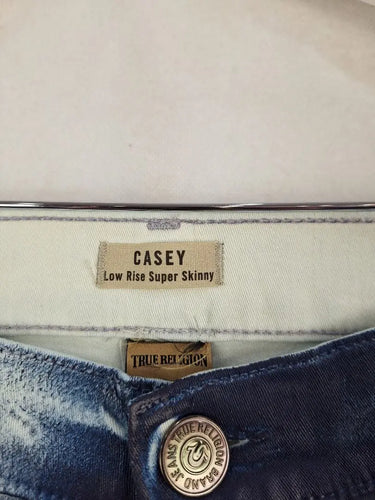 CASEY
Low Rise Super Skinny
TRUE RELIGION
TRUE RELIGION BRAND JEANS